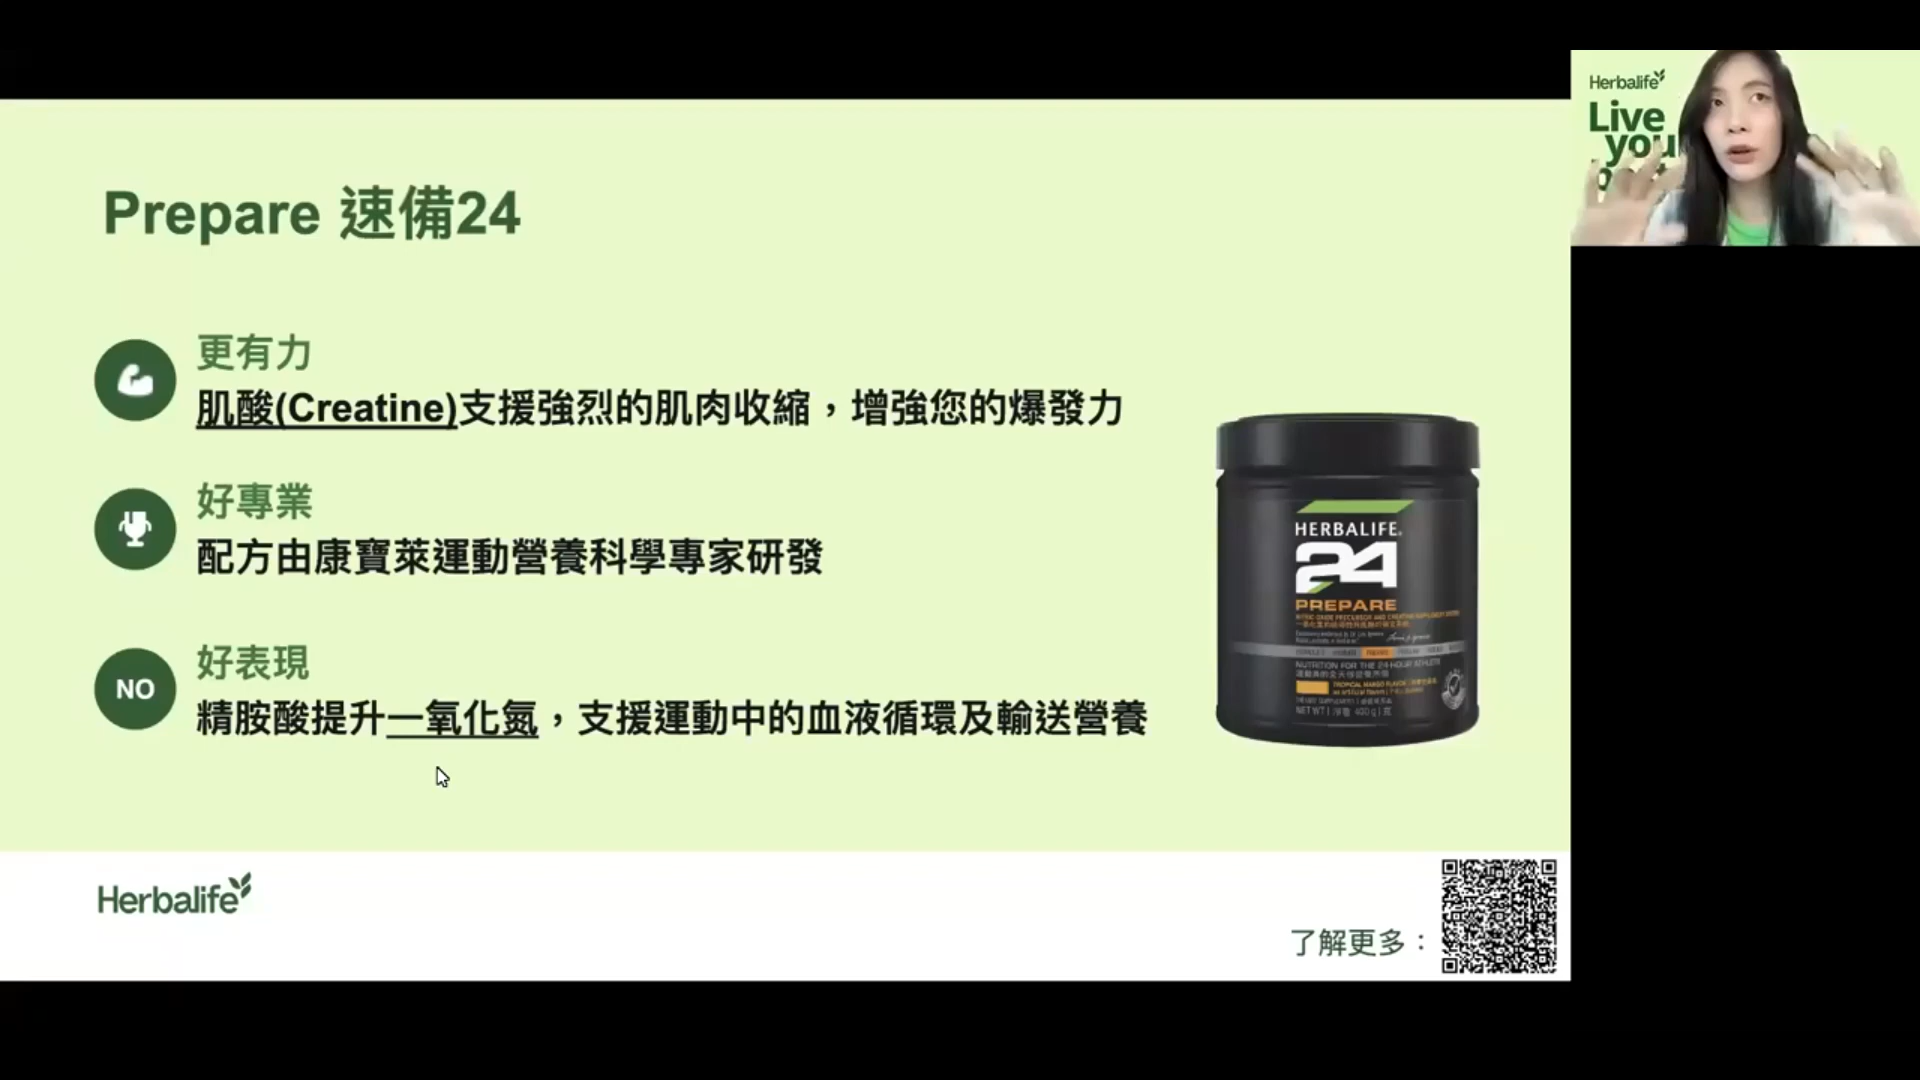 Prepare 速備24
更有力
肌酸(Creatine)支援強烈的肌肉收縮，增強您的爆發力
好專業
配方由康寶萊運動營養科學專家研發
NO
好表現
精胺酸提升一氧化氮，支援運動中的血液循環及輸送營養
HERBALIFE
24
PREPARE
NUTRITION FOR THE 24-HOUR ATHLETE
TROPICAL MANGO FLAVOR
Herbalife
了解更多：
Herbalife
Live
you